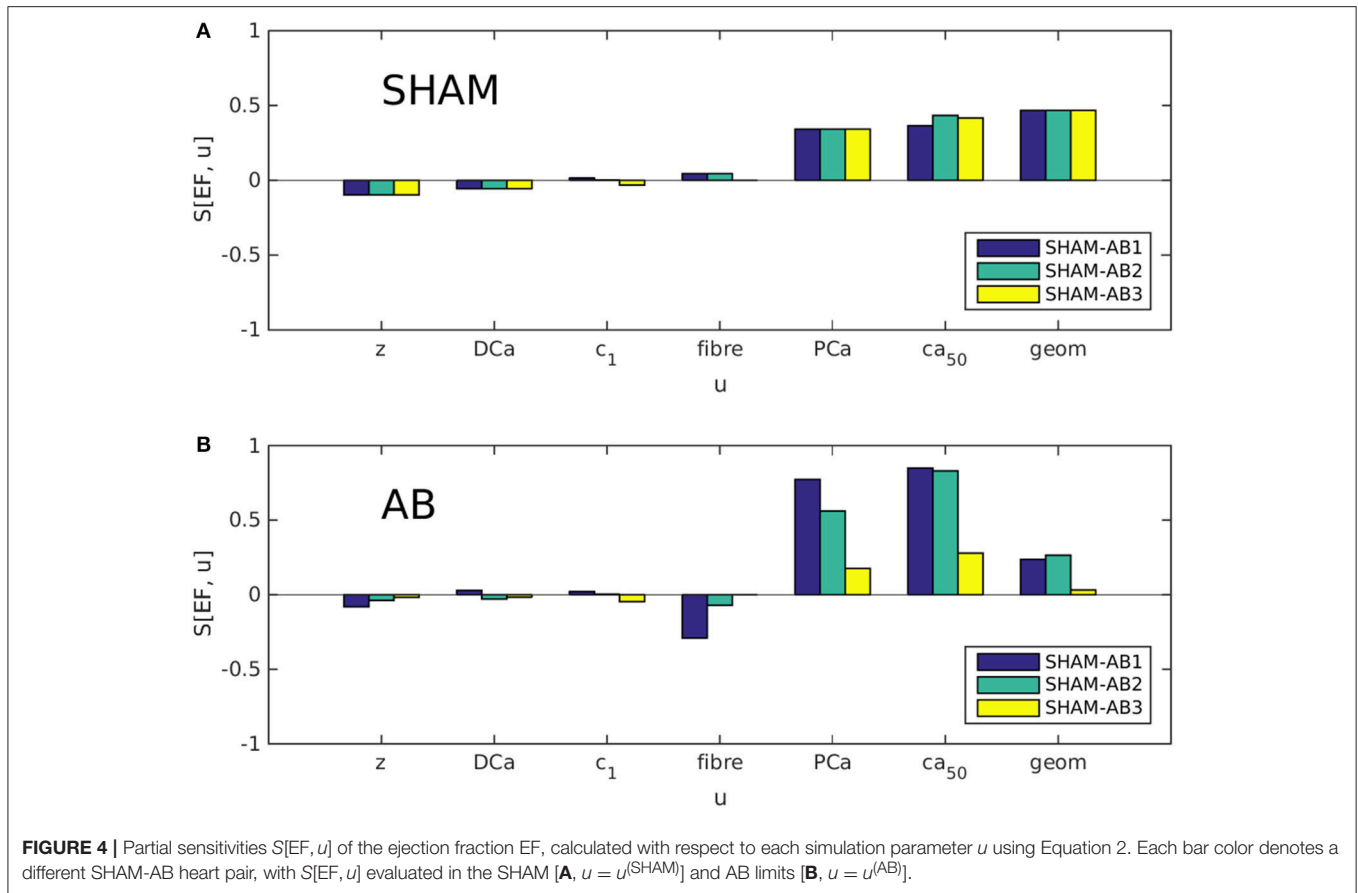 A
1
SHAM
0.5
0
-0.5
-1
S[EF, u]
SHAM-AB1
SHAM-AB2
SHAM-AB3
z DCa c1 fibre PCa ca50 geom
u
B
1
AB
0.5
0
-0.5
-1
S[EF, u]
SHAM-AB1
SHAM-AB2
SHAM-AB3
z DCa c1 fibre PCa ca50 geom
u
FIGURE 4 | Partial sensitivities S[EF, u] of the ejection fraction EF, calculated with respect to each simulation parameter u using Equation 2. Each bar color denotes a
different SHAM-AB heart pair, with S[EF, u] evaluated in the SHAM [A, u = u(SHAM)] and AB limits [B, u = u(AB)].